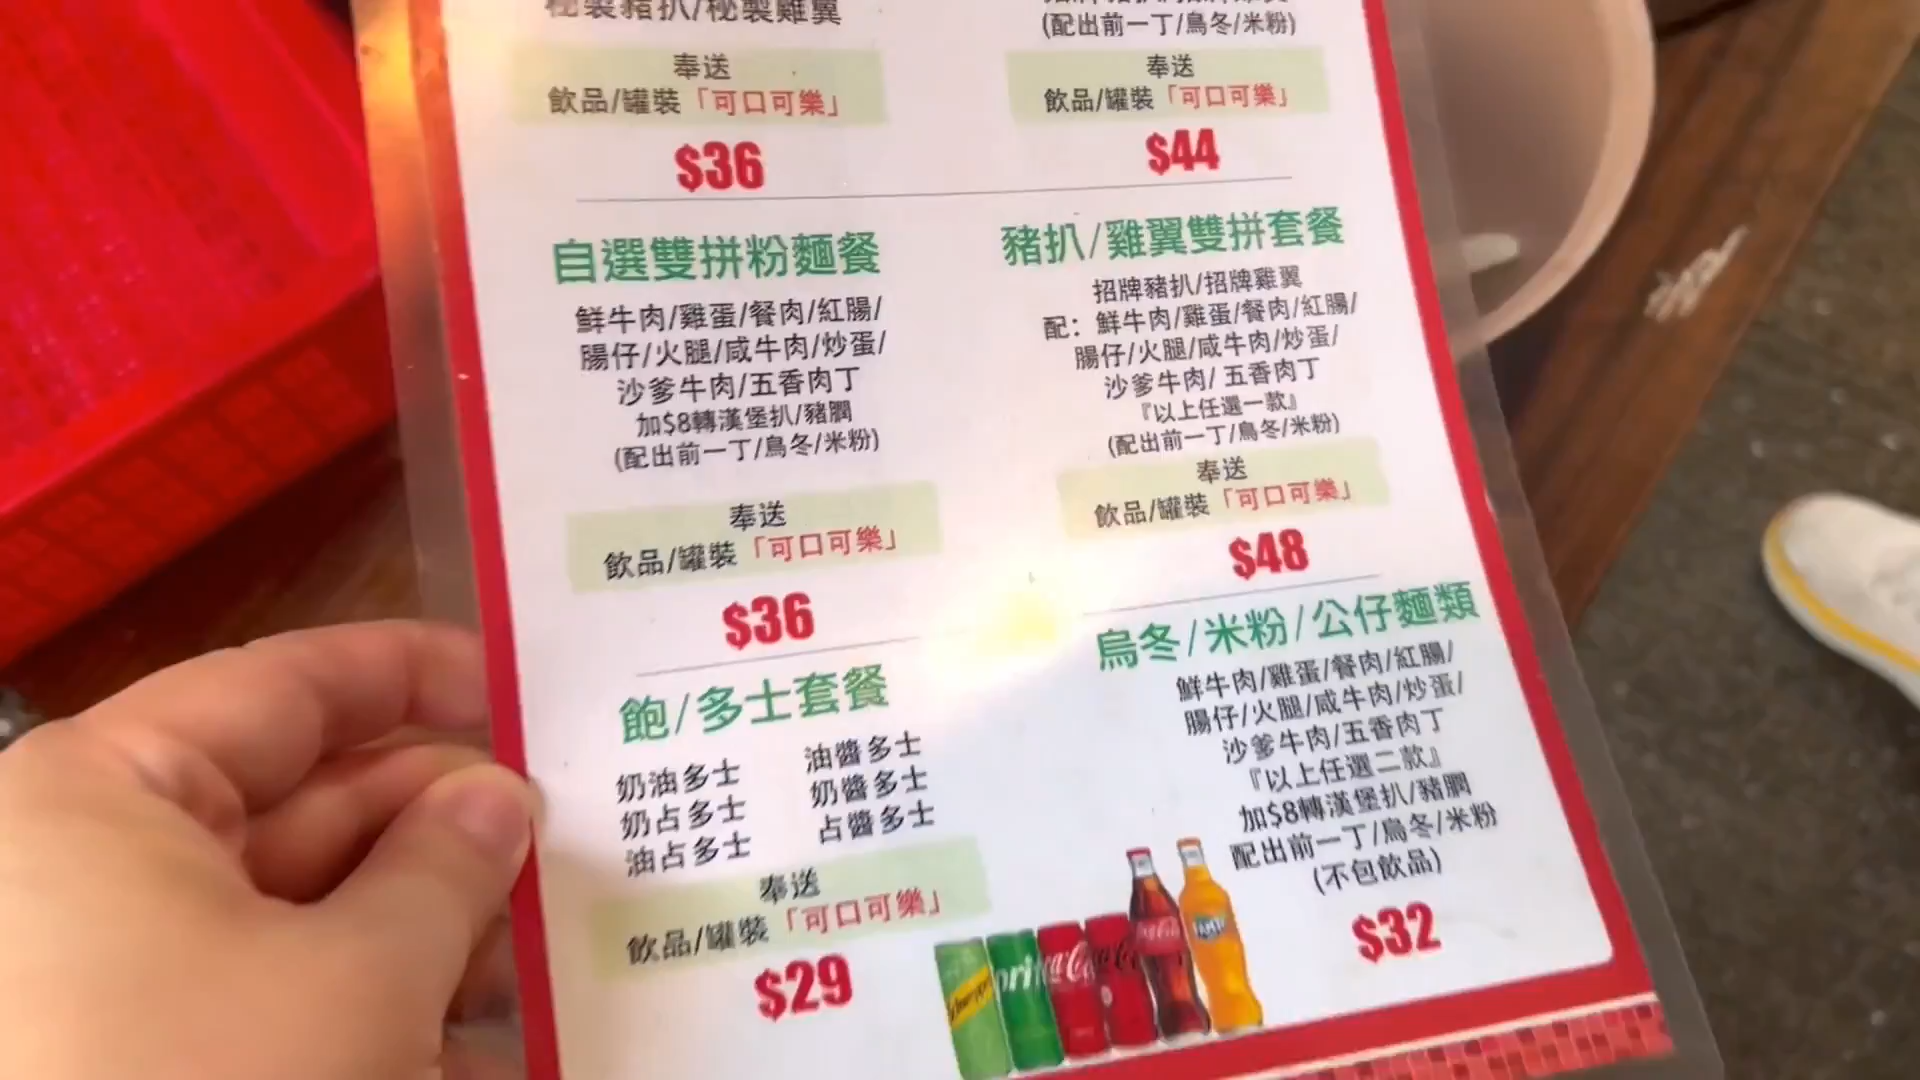 秘製豬扒/秘製雞翼
奉送
飲品/罐裝「可口可樂」
$36
(配出前一丁/烏冬/米粉)
奉送
飲品/罐裝「可口可樂」
$44
自選雙拼粉麵餐
鮮牛肉/雞蛋/餐肉/紅腸/
腸仔/火腿/咸牛肉/炒蛋/
沙爹牛肉/五香肉丁
加$8轉漢堡扒/豬膶
(配出前一丁/烏冬/米粉)
奉送
飲品/罐裝「可口可樂」
$36
豬扒/雞翼雙拼套餐
招牌豬扒/招牌雞翼
配：鮮牛肉/雞蛋/餐肉/紅腸/
腸仔/火腿/咸牛肉/炒蛋/
沙爹牛肉/五香肉丁
『以上任選一款』
(配出前一丁/烏冬/米粉)
奉送
飲品/罐裝「可口可樂」
$48
飽/多士套餐
奶油多士
奶占多士
油占多士
油醬多士
奶醬多士
占醬多士
奉送
飲品/罐裝「可口可樂」
$29
烏冬/米粉/公仔麵類
鮮牛肉/雞蛋/餐肉/紅腸/
腸仔/火腿/咸牛肉/炒蛋/
沙爹牛肉/五香肉丁
『以上任選二款』
加$8轉漢堡扒/豬膶
配出前一丁/烏冬/米粉
(不包飲品)
$32